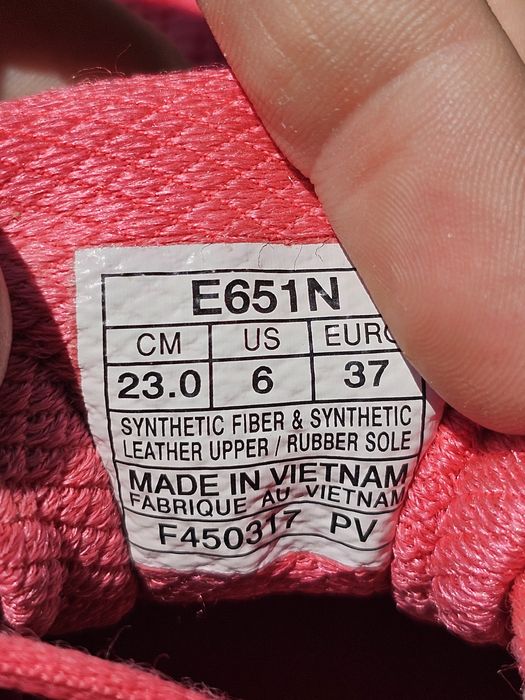 E651N
CM US EURO
23.0 6 37
SYNTHETIC FIBER & SYNTHETIC
LEATHER UPPER / RUBBER SOLE
MADE IN VIETNAM
FABRIQUE AU VIETNAM
F450317 PV